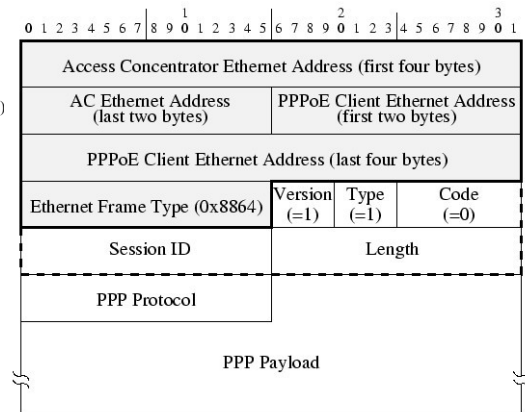 1 2 3
0 1 2 3 4 5 6 7 8 9 0 1 2 3 4 5 6 7 8 9 0 1 2 3 4 5 6 7 8 9 0 1
Access Concentrator Ethernet Address (first four bytes)
AC Ethernet Address
(last two bytes)
PPPoE Client Ethernet Address
(first two bytes)
)
PPPoE Client Ethernet Address (last four bytes)
Ethernet Frame Type (0x8864)
Version
(=1)
Type
(=1)
Code
(=0)
Session ID
Length
PPP Protocol
PPP Payload